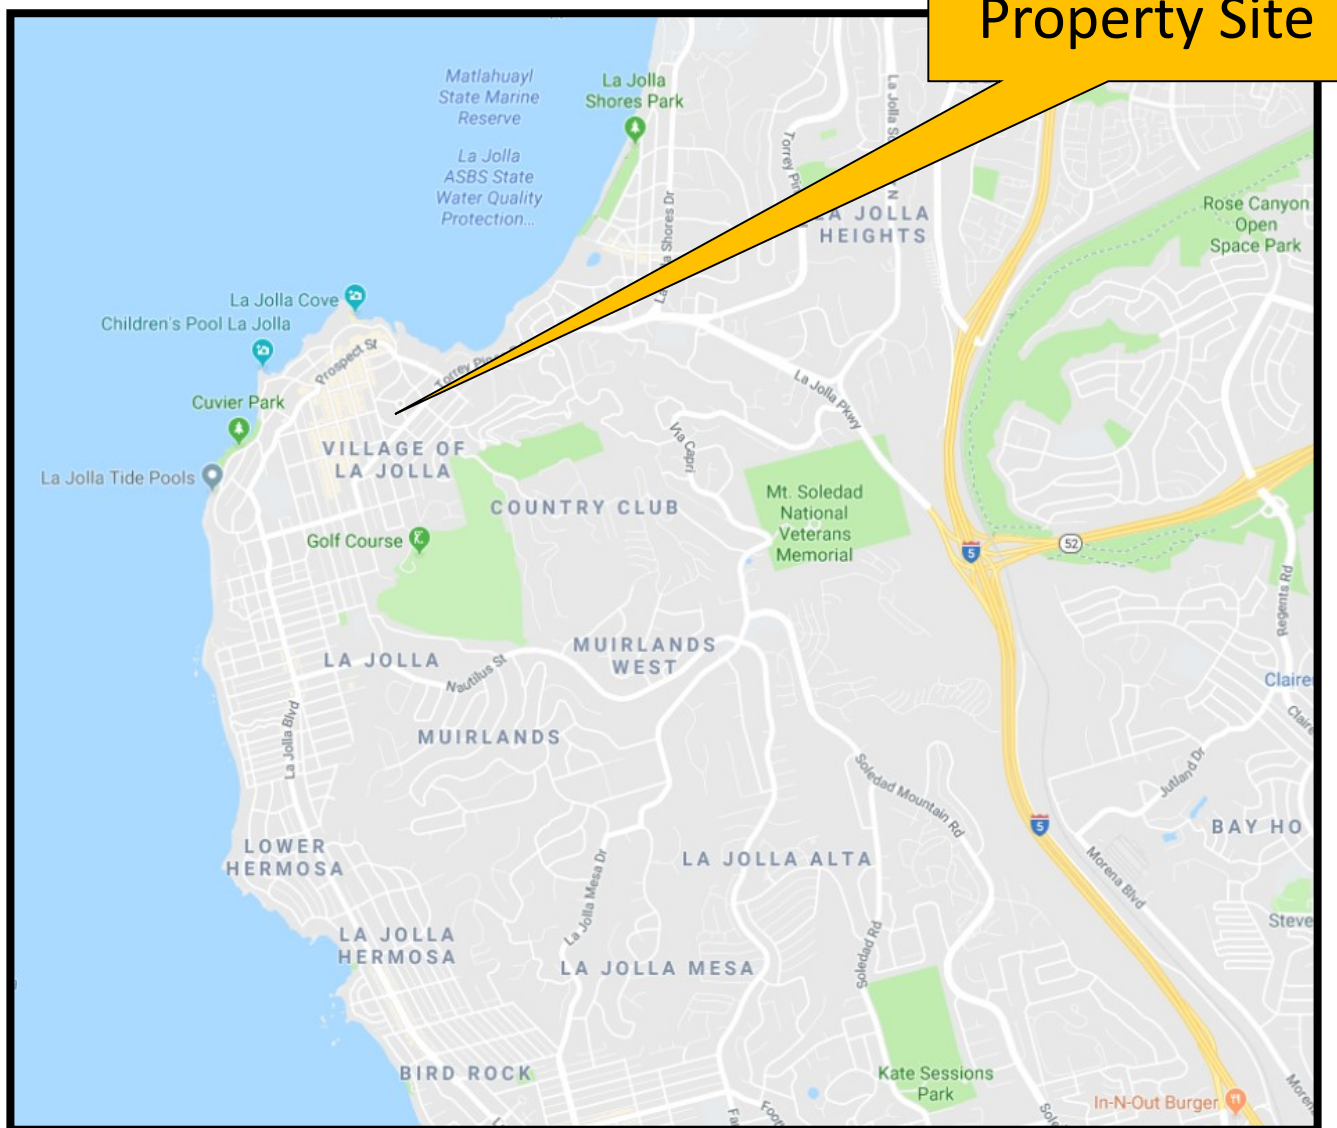 Property Site
Matlahuayl
State Marine
Reserve
La Jolla
Shores Park
La Jolla
ASBS State
Water Quality
Protection...
Rose Canyon
Open
Space Park
LA JOLLA
HEIGHTS
La Jolla Cove
Children's Pool La Jolla
Prospect St
La Jolla Pkwy
Cuvier Park
Via Capri
VILLAGE OF
LA JOLLA
La Jolla Tide Pools
COUNTRY CLUB
Mt. Soledad
National
Veterans
Memorial
Golf Course
5
52
Regents Rd
MUIRLANDS
WEST
LA JOLLA
Nautilus St
La Jolla Blvd
MUIRLANDS
Jutland Dr
Soledad Mountain Rd
5
BAY HO
LOWER
HERMOSA
LA JOLLA ALTA
Morena Blvd
La Jolla Mesa Dr
Soledad Rd
LA JOLLA
HERMOSA
LA JOLLA MESA
BIRD ROCK
Kate Sessions
Park
In-N-Out Burger